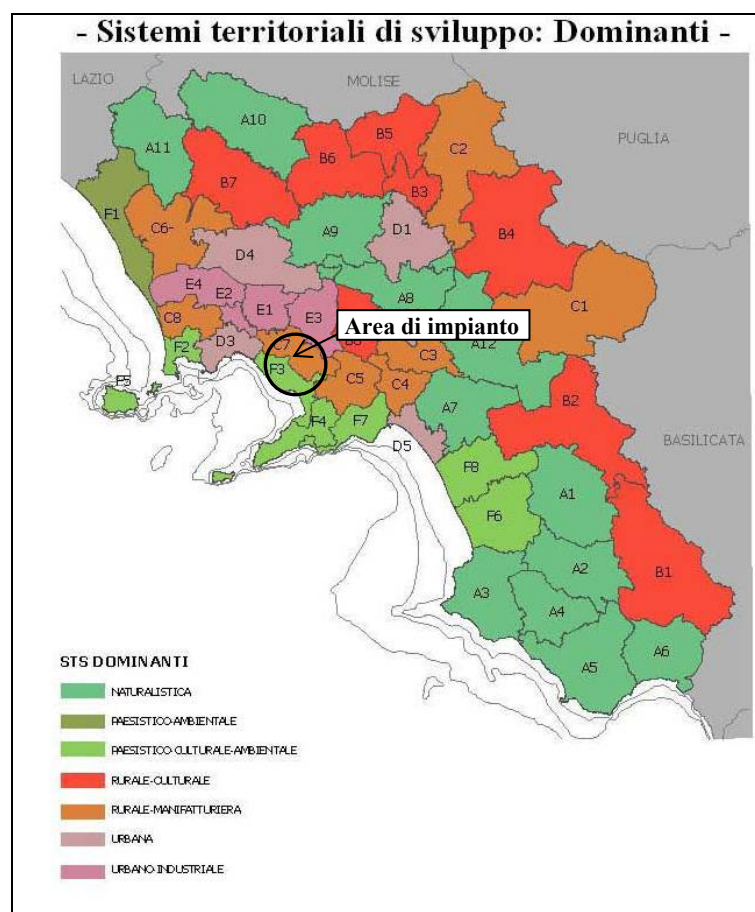 - Sistemi territoriali di sviluppo: Dominanti -
LAZIO
MOLISE
PUGLIA
BASILICATA
A10
A11
B5
B6
C2
B7
B3
F1
C6-
A9
D1
B4
D4
E4
E2
E1
E3
A8
C1
C8
Area di impianto
D3
C7
C3
A12
F2
F3
F5
C5
C4
A7
B2
F4
F7
D5
F8
A1
F6
A2
B1
A3
A4
A5
A6
STS DOMINANTI
NATURALISTICA
PAESISTICO-AMBIENTALE
PAESISTICO-CULTURALE-AMBIENTALE
RURALE-CULTURALE
RURALE-MANIFATTURIERA
URBANA
URBANO-INDUSTRIALE